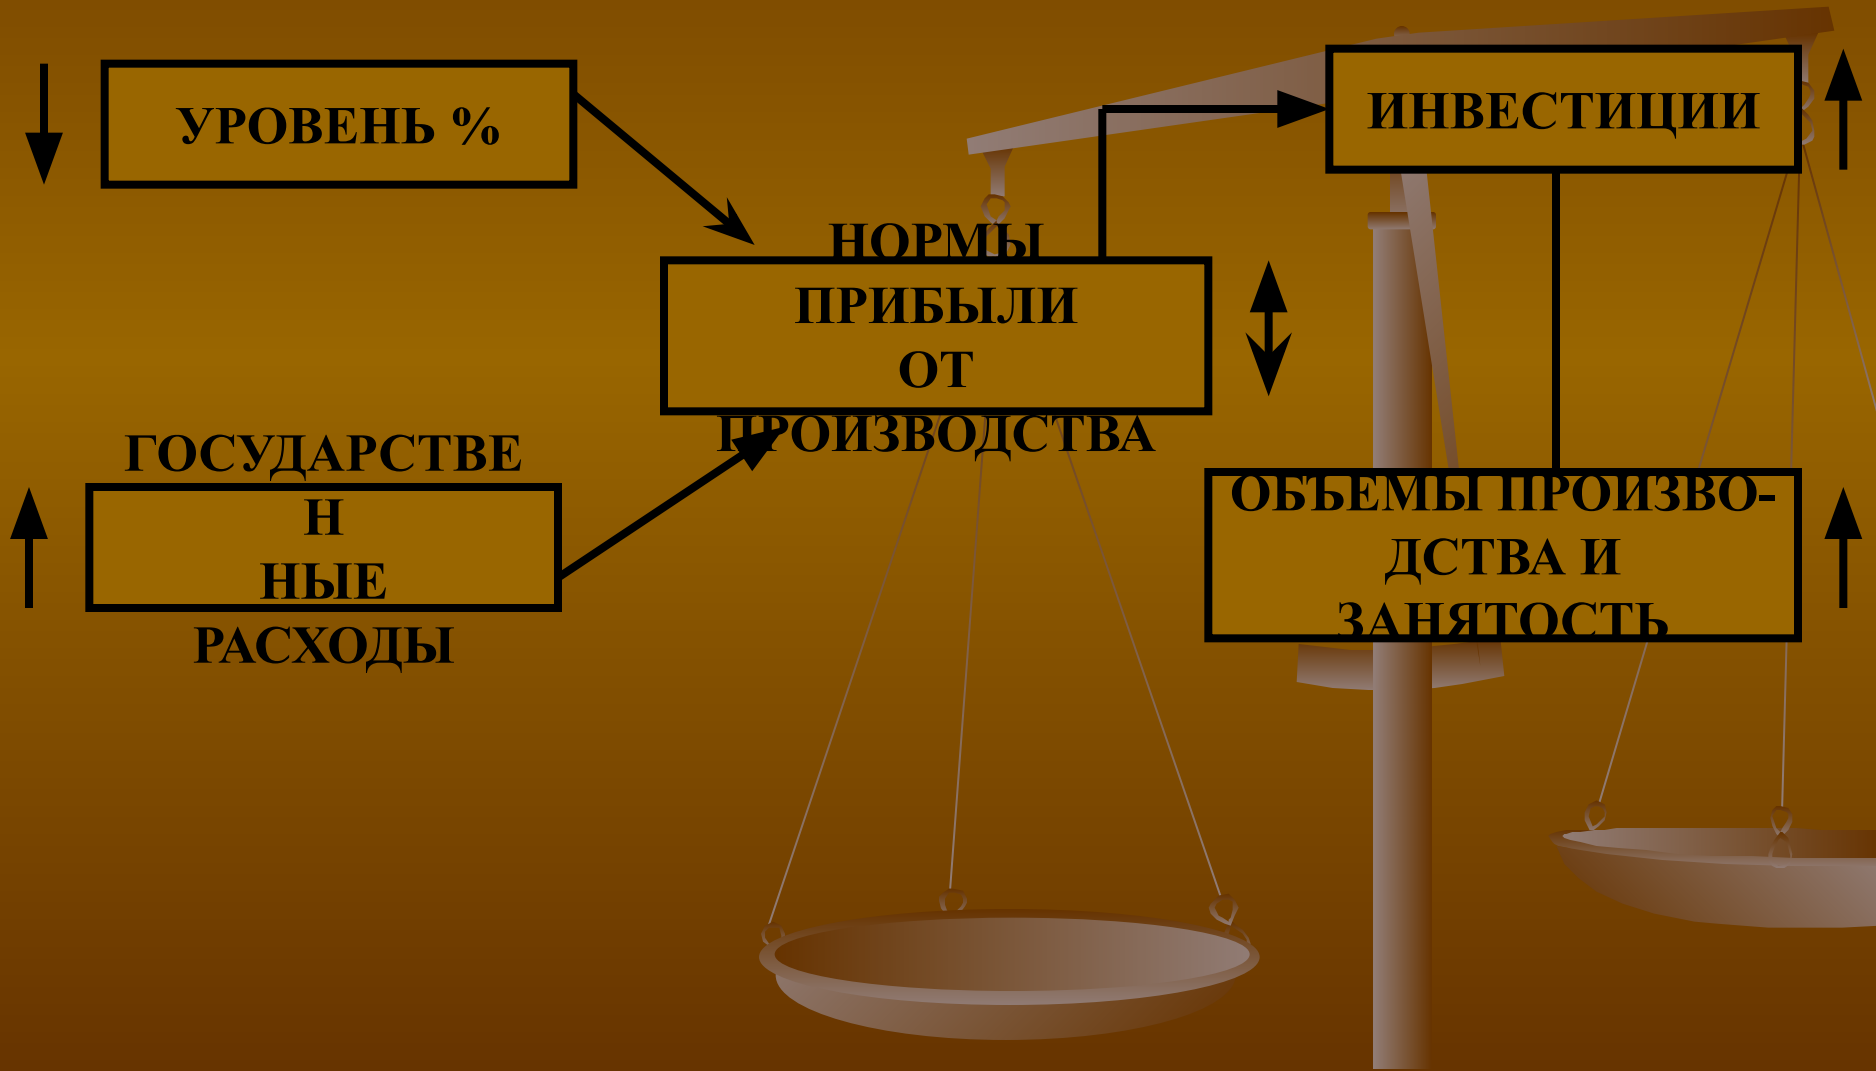 УРОВЕНЬ %
ИНВЕСТИЦИИ
НОРМЫ
ПРИБЫЛИ
ОТ
ПРОИЗВОДСТВА
ГОСУДАРСТВЕ
Н
НЫЕ
РАСХОДЫ
ОБЪЕМЫ ПРОИЗВО-
ДСТВА И
ЗАНЯТОСТЬ